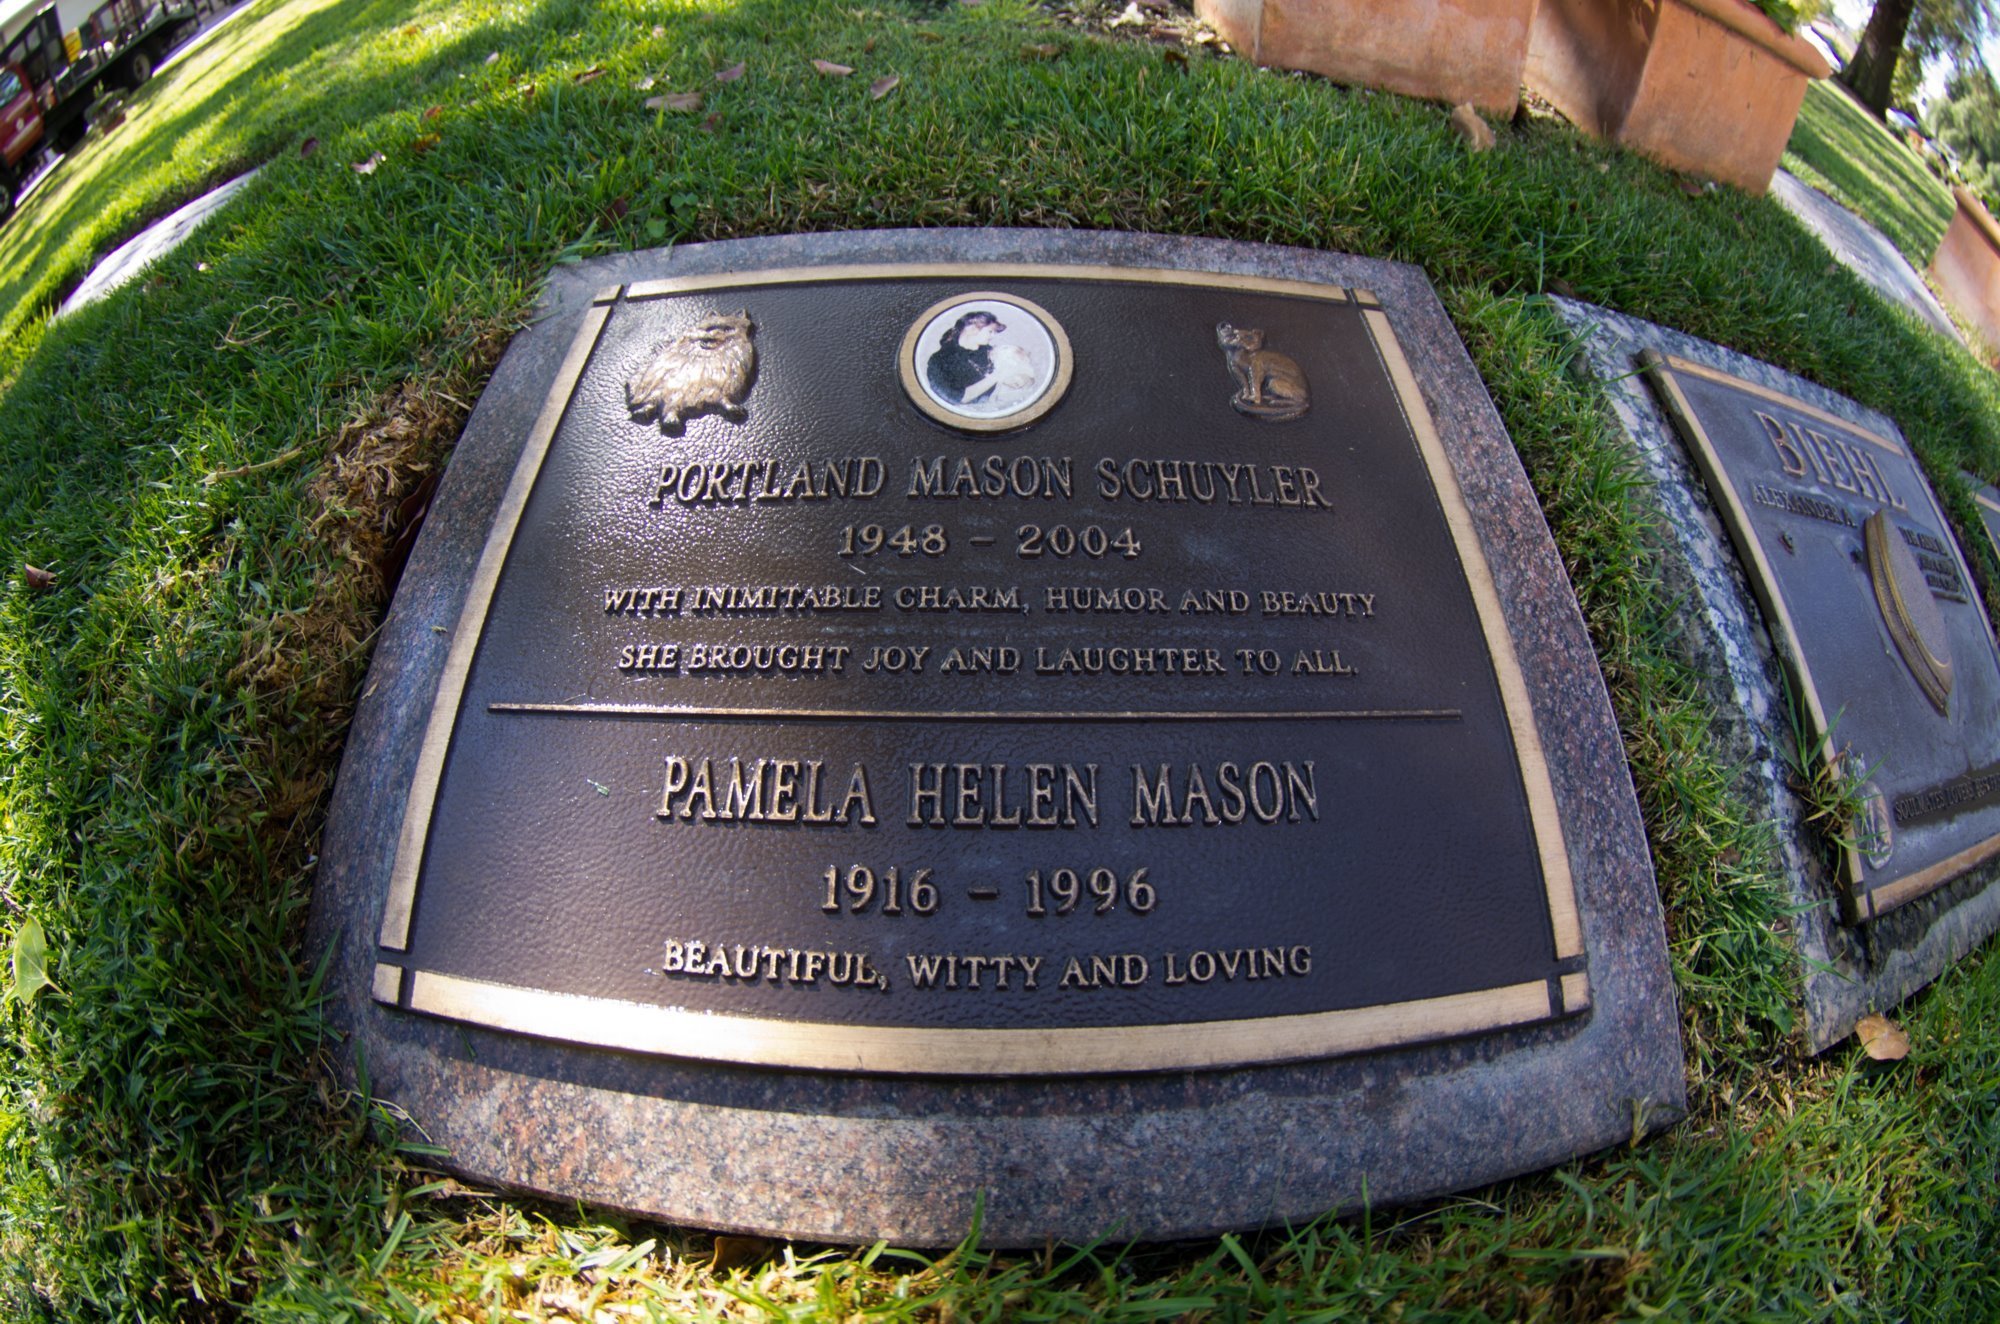 PORTLAND MASON SCHUYLER
1948 - 2004
WITH INIMITABLE CHARM, HUMOR AND BEAUTY
SHE BROUGHT JOY AND LAUGHTER TO ALL.
PAMELA HELEN MASON
1916 - 1996
BEAUTIFUL, WITTY AND LOVING
BIEHL
ALEXANDER A.